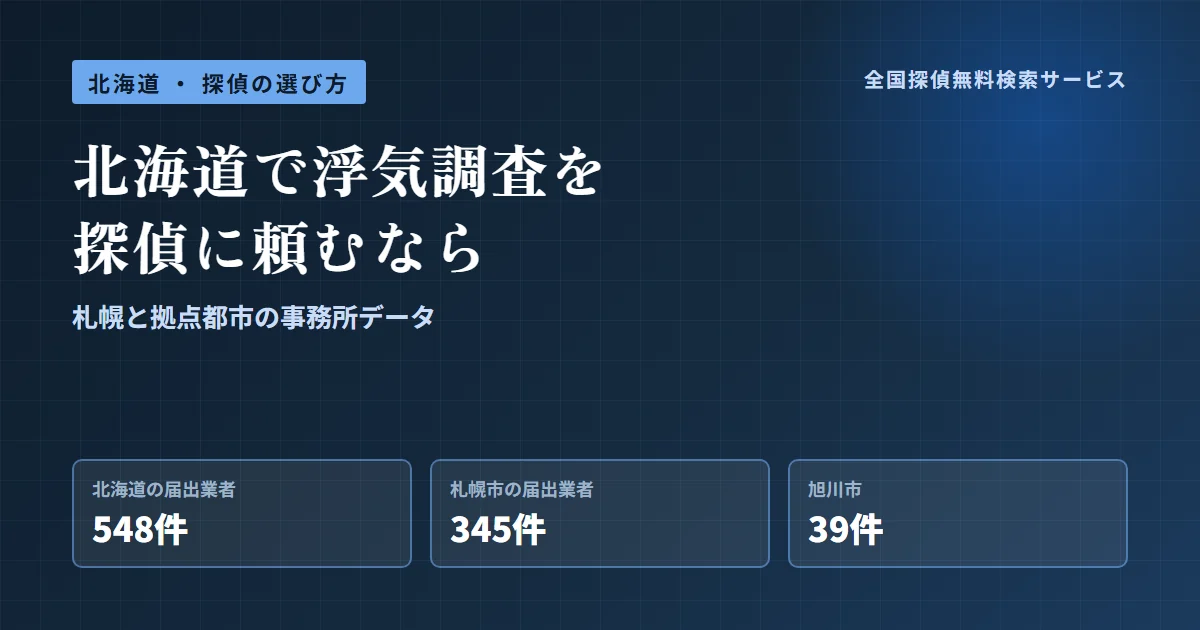 北海道 ・ 探偵の選び方
全国探偵無料検索サービス
北海道で浮気調査を
探偵に頼むなら
札幌と拠点都市の事務所データ
北海道の届出業者
548件
札幌市の届出業者
345件
旭川市
39件